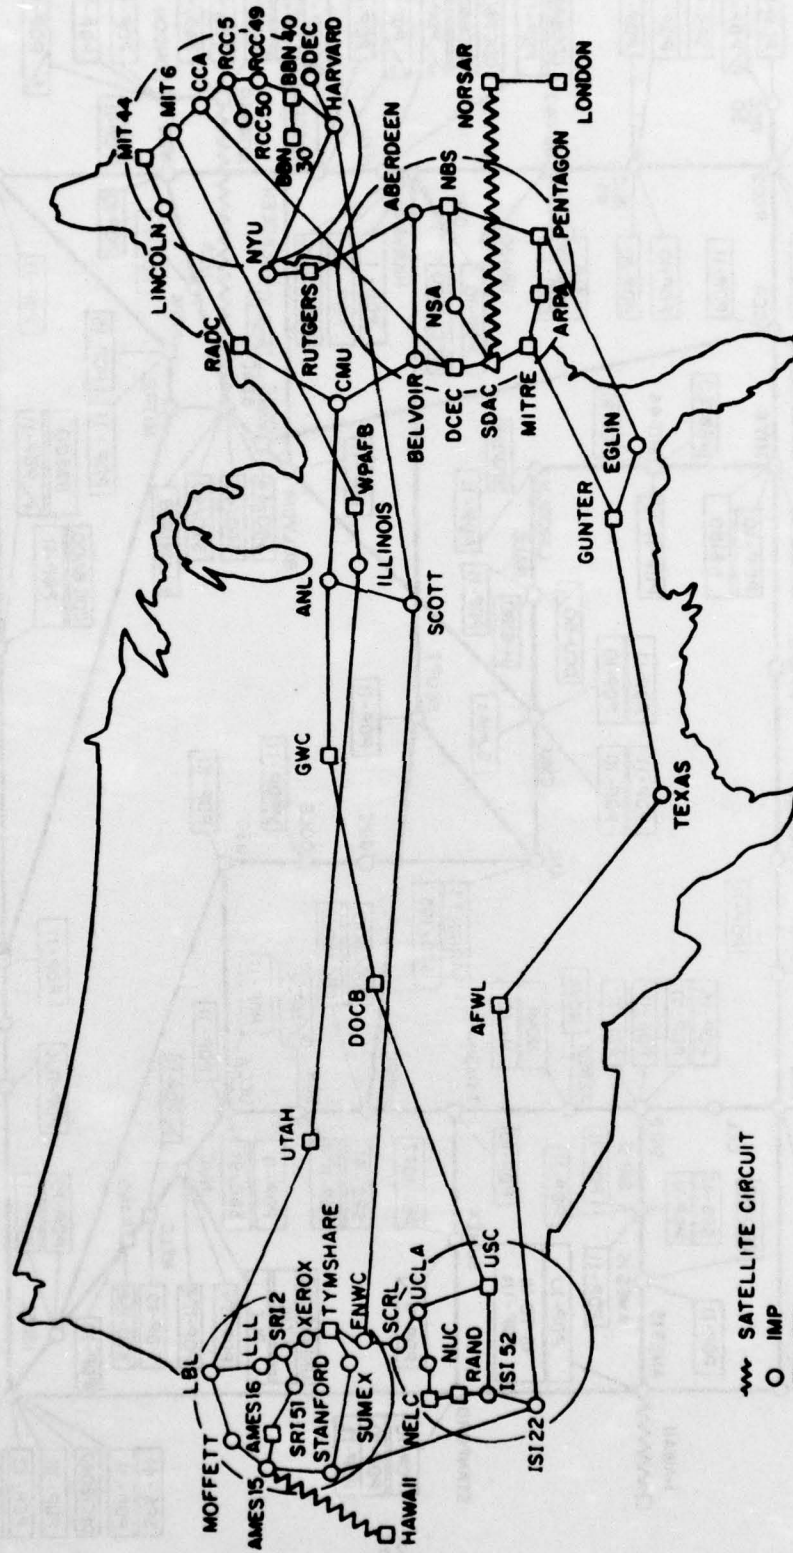 MOFFETT
LBL
LLL
AMES16
AMES15
SRI2
SRI51
XEROX
STANFORD
TYMSHARE
SUMEX
FNWC
HAWAII
SCRL
UCLA
NELC
NUC
RAND
USC
ISI52
ISI22
UTAH
DOCB
GWC
AFWL
TEXAS
ANL
ILLINOIS
WPAFB
SCOTT
GUNTER
EGLIN
CMU
RADC
LINCOLN
MIT44
MIT6
CCA
RCC5
RCC49
RCC50
BBN40
BBN
30
DEC
HARVARD
NYU
RUTGERS
ABERDEEN
BELVOIR
NBS
NSA
DCEC
SDAC
MITRE
ARPA
PENTAGON
NORSAR
LONDON
SATELLITE CIRCUIT
IMP